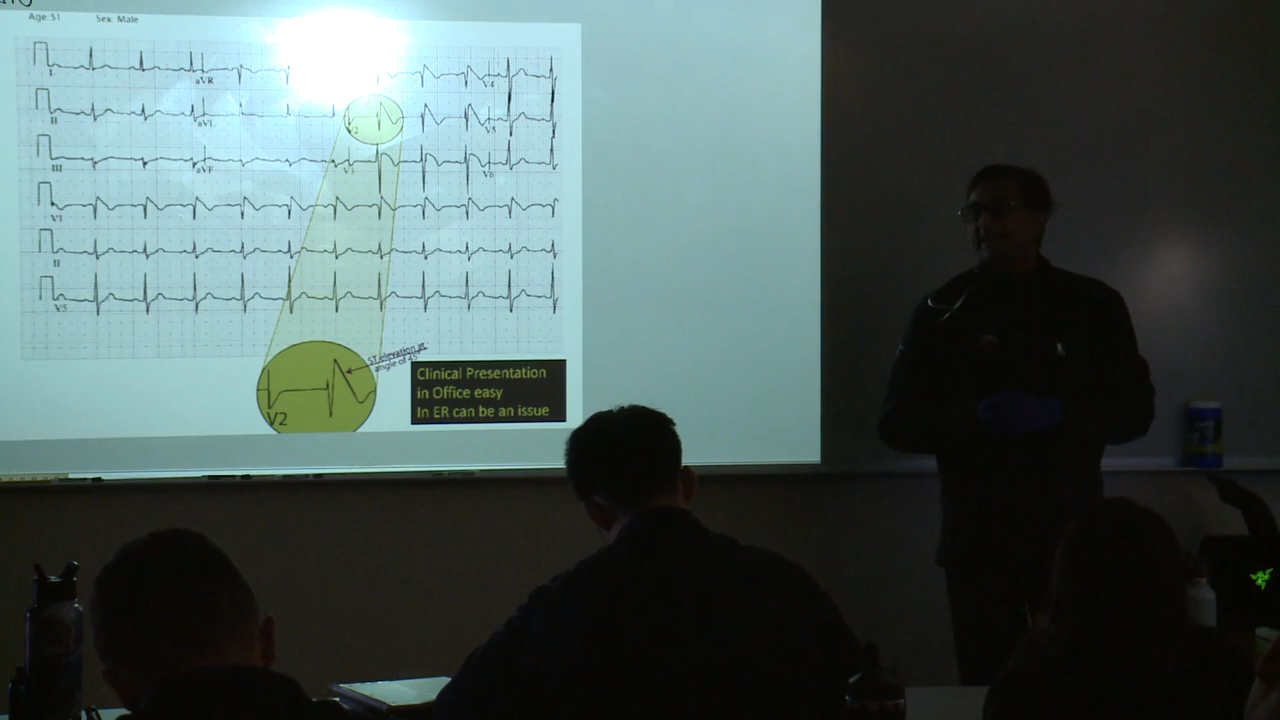 Age: 51 Sex: Male
I aVR V4
II aVL V2 V5
III aVF V3 V6
V1
II
V5
ST elevation at
angle of 45°
V2
Clinical Presentation
in Office easy
In ER can be an issue